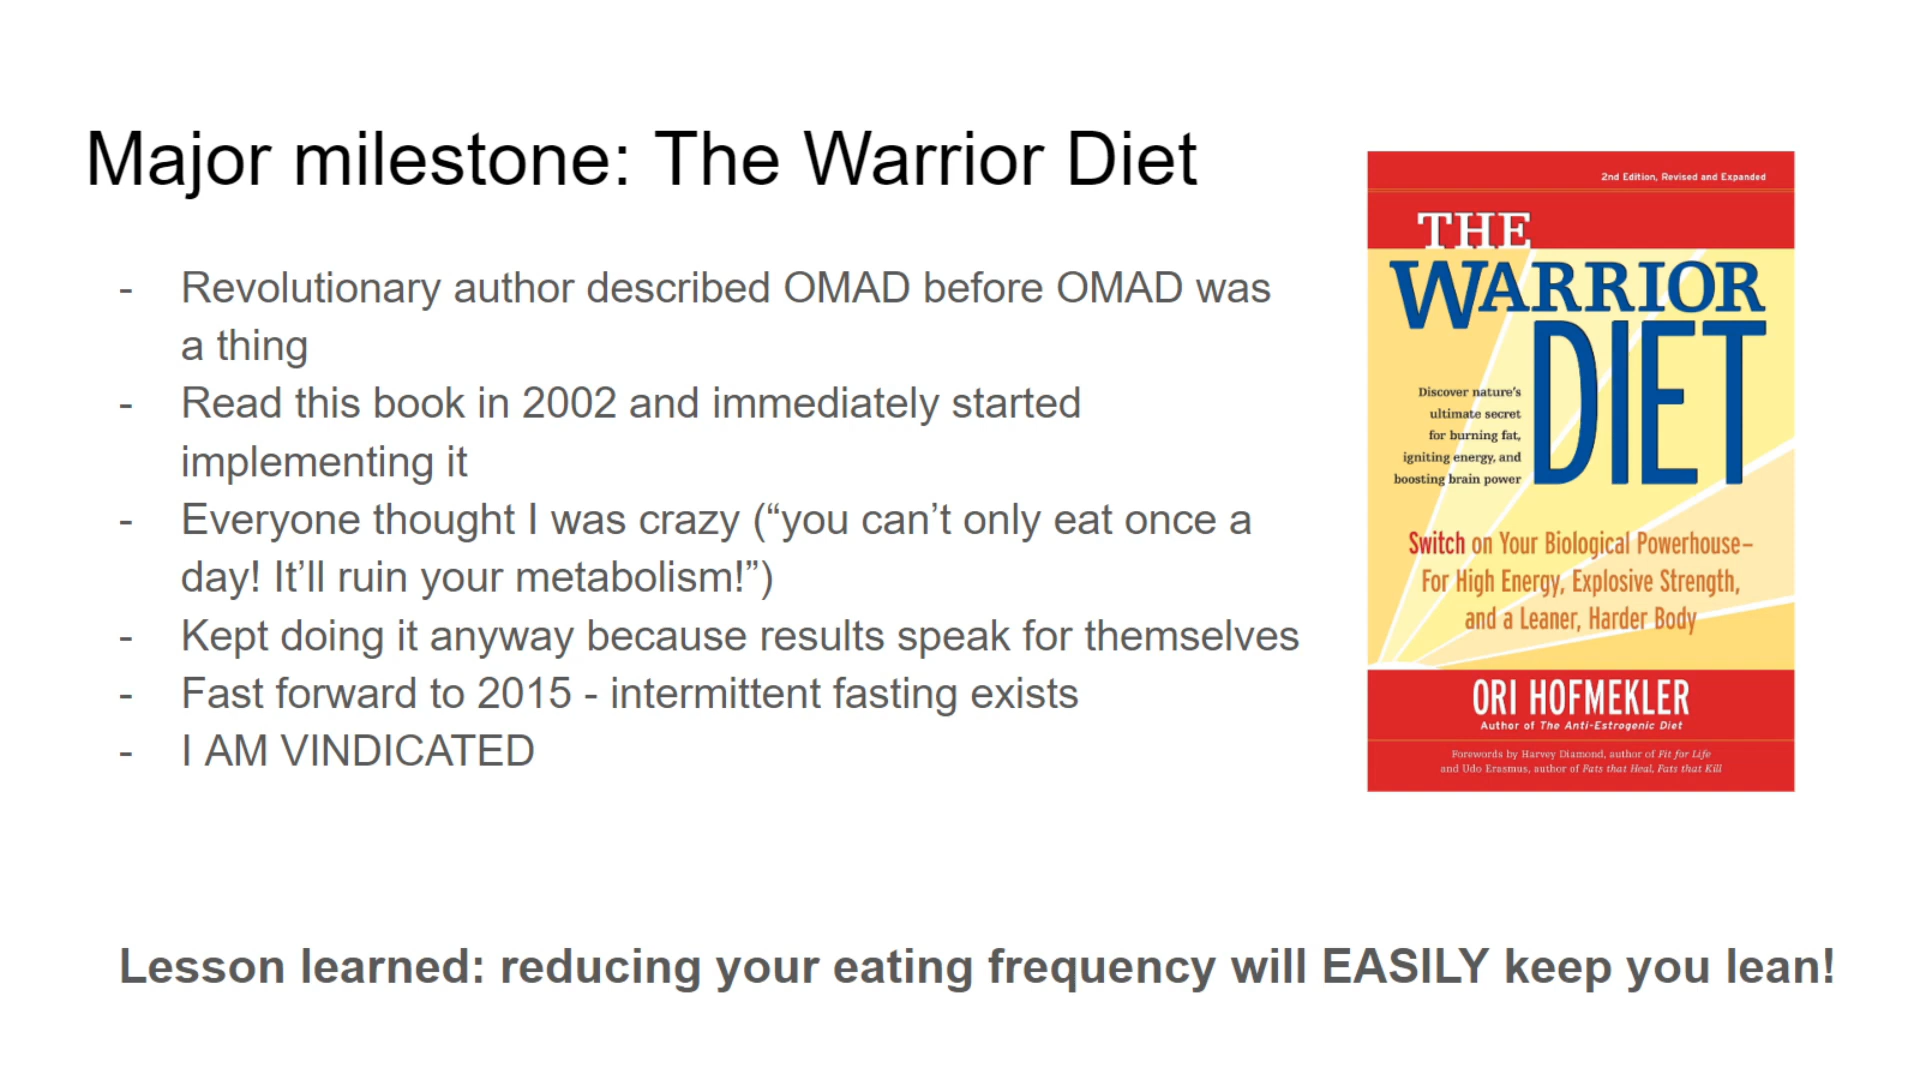 Major milestone: The Warrior Diet
- Revolutionary author described OMAD before OMAD was
a thing
- Read this book in 2002 and immediately started
implementing it
- Everyone thought I was crazy (“you can’t only eat once a
day! It’ll ruin your metabolism!”)
- Kept doing it anyway because results speak for themselves
- Fast forward to 2015 - intermittent fasting exists
- I AM VINDICATED
2nd Edition, Revised and Expanded
THE
WARRIOR
DIET
Discover nature's
ultimate secret
for burning fat,
igniting energy, and
boosting brain power
Switch on Your Biological Powerhouse–
For High Energy, Explosive Strength,
and a Leaner, Harder Body
ORI HOFMEKLER
Author of The Anti-Estrogenic Diet
Forewords by Harvey Diamond, author of Fit for Life
and Udo Erasmus, author of Fats that Heal, Fats that Kill
Lesson learned: reducing your eating frequency will EASILY keep you lean!